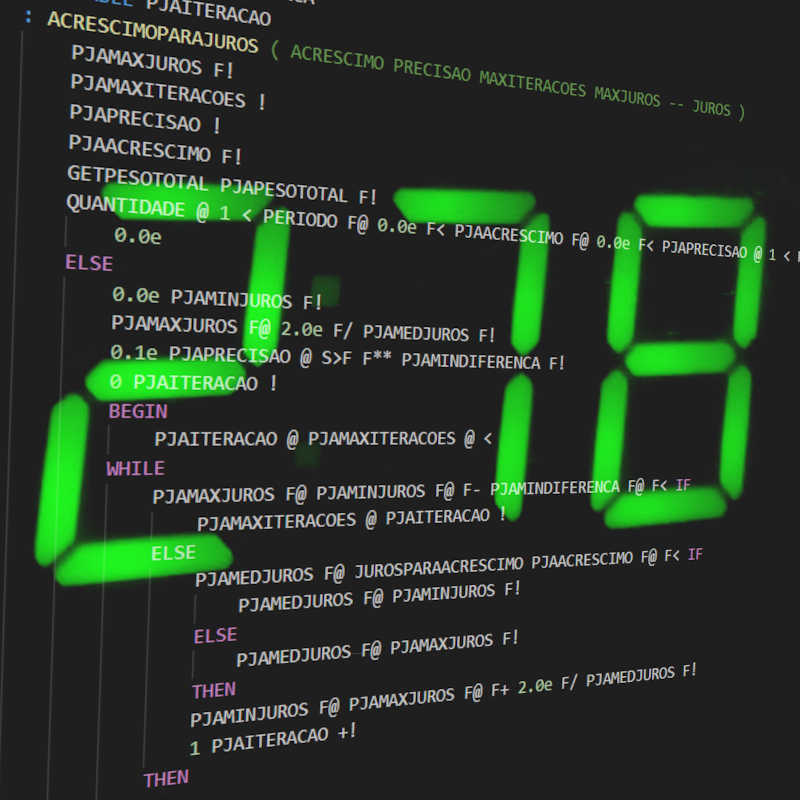 PJAITERACAO
: ACRESCIMOPARAJUROS ( ACRESCIMO PRECISAO MAXITERACOES MAXJUROS -- JUROS )
PJAMAXJUROS F!
PJAMAXITERACOES !
PJAPRECISAO !
PJAACRESCIMO F!
GETPESOTOTAL PJAPESOTOTAL F!
QUANTIDADE @ 1 < PERIODO F@ 0.0e F< PJAACRESCIMO F@ 0.0e F< PJAPRECISAO @ 1 <
0.0e
ELSE
0.0e PJAMINJUROS F!
PJAMAXJUROS F@ 2.0e F/ PJAMEDJUROS F!
0.1e PJAPRECISAO @ S>F F** PJAMINDIFERENCA F!
0 PJAITERACAO !
BEGIN
PJAITERACAO @ PJAMAXITERACOES @ <
WHILE
PJAMAXJUROS F@ PJAMINJUROS F@ F- PJAMINDIFERENCA F@ F< IF
PJAMAXITERACOES @ PJAITERACAO !
ELSE
PJAMEDJUROS F@ JUROSPARAACRESCIMO PJAACRESCIMO F@ F< IF
PJAMEDJUROS F@ PJAMINJUROS F!
ELSE
PJAMEDJUROS F@ PJAMAXJUROS F!
THEN
PJAMINJUROS F@ PJAMAXJUROS F@ F+ 2.0e F/ PJAMEDJUROS F!
1 PJAITERACAO +!
THEN
278